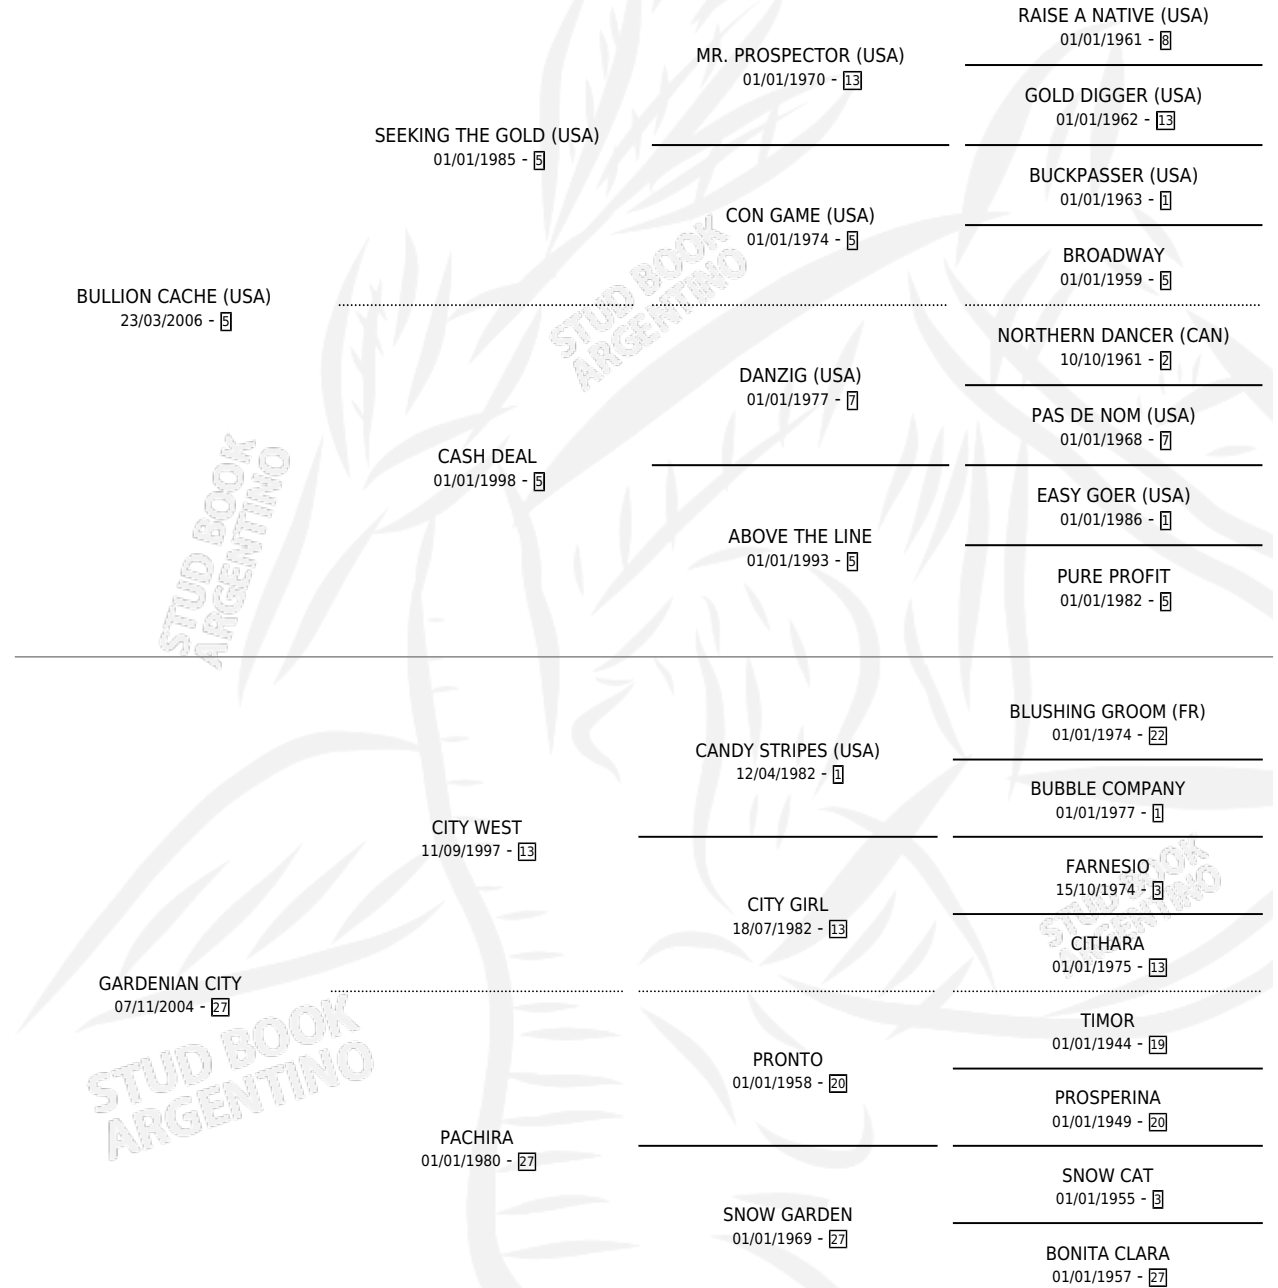 RAISE A NATIVE (USA)
01/01/1961 - 8
MR. PROSPECTOR (USA)
01/01/1970 - 13
GOLD DIGGER (USA)
01/01/1962 - 13
SEEKING THE GOLD (USA)
01/01/1985 - 5
BUCKPASSER (USA)
01/01/1963 - 1
CON GAME (USA)
01/01/1974 - 5
BROADWAY
01/01/1959 - 5
BULLION CACHE (USA)
23/03/2006 - 5
NORTHERN DANCER (CAN)
10/10/1961 - 2
DANZIG (USA)
01/01/1977 - 7
PAS DE NOM (USA)
01/01/1968 - 7
CASH DEAL
01/01/1998 - 5
EASY GOER (USA)
01/01/1986 - 1
ABOVE THE LINE
01/01/1993 - 5
PURE PROFIT
01/01/1982 - 5
STUD BOOK
ARGENTINO
STUD BOOK
ARGENTINO
BLUSHING GROOM (FR)
01/01/1974 - 22
CANDY STRIPES (USA)
12/04/1982 - 1
BUBBLE COMPANY
01/01/1977 - 1
CITY WEST
11/09/1997 - 13
FARNESIO
15/10/1974 - 3
CITY GIRL
18/07/1982 - 13
CITHARA
01/01/1975 - 13
STUD BOOK
ARGENTINO
GARDENIAN CITY
07/11/2004 - 27
TIMOR
01/01/1944 - 19
PRONTO
01/01/1958 - 20
PROSPERINA
01/01/1949 - 20
PACHIRA
01/01/1980 - 27
SNOW CAT
01/01/1955 - 3
SNOW GARDEN
01/01/1969 - 27
BONITA CLARA
01/01/1957 - 27
STUD BOOK
ARGENTINO